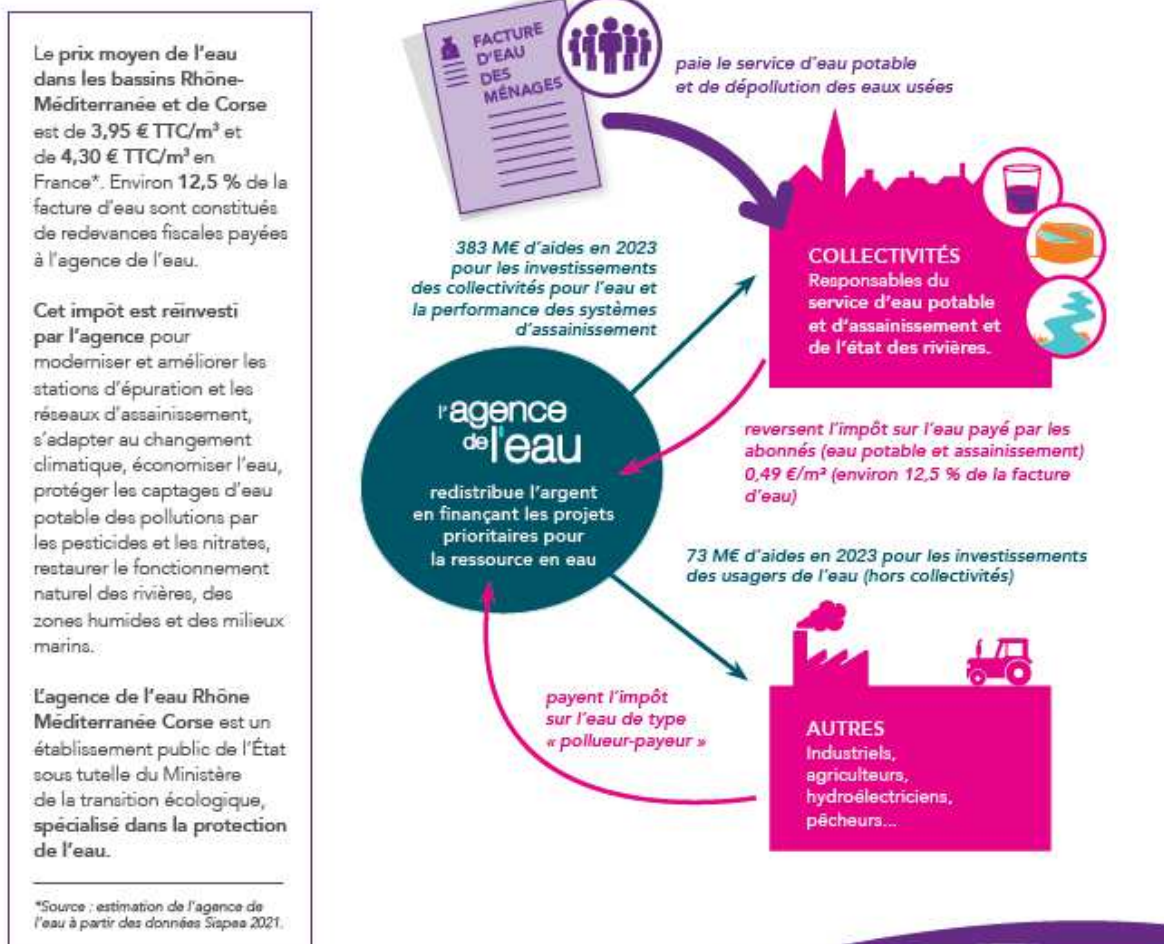 Le prix moyen de l'eau
dans les bassins Rhône-
Méditerranée et de Corse
est de 3,95 € TTC/m³ et
de 4,30 € TTC/m³ en
France*. Environ 12,5 % de la
facture d'eau sont constitués
de redevances fiscales payées
à l'agence de l'eau.
Cet impôt est réinvesti
par l'agence pour
moderniser et améliorer les
stations d'épuration et les
réseaux d'assainissement,
s'adapter au changement
climatique, économiser l'eau,
protéger les captages d'eau
potable des pollutions par
les pesticides et les nitrates,
restaurer le fonctionnement
naturel des rivières, des
zones humides et des milieux
marins.
L'agence de l'eau Rhône
Méditerranée Corse est un
établissement public de l'État
sous tutelle du Ministère
de la transition écologique,
spécialisé dans la protection
de l'eau.
*Source : estimation de l'agence de
l'eau à partir des données Sispea 2021.
FACTURE
D'EAU
DES
MÉNAGES
paie le service d'eau potable
et de dépollution des eaux usées
383 M€ d'aides en 2023
pour les investissements
des collectivités pour l'eau et
la performance des systèmes
d'assainissement
COLLECTIVITÉS
Responsables du
service d'eau potable
et d'assainissement et
de l'état des rivières.
l'agence
de l'eau
redistribue l'argent
en finançant les projets
prioritaires pour
la ressource en eau
reversent l'impôt sur l'eau payé par les
abonnés (eau potable et assainissement)
0,49 €/m³ (environ 12,5 % de la facture
d'eau)
73 M€ d'aides en 2023 pour les investissements
des usagers de l'eau (hors collectivités)
payent l'impôt
sur l'eau de type
« pollueur-payeur »
AUTRES
Industriels,
agriculteurs,
hydroélectriciens,
pêcheurs...